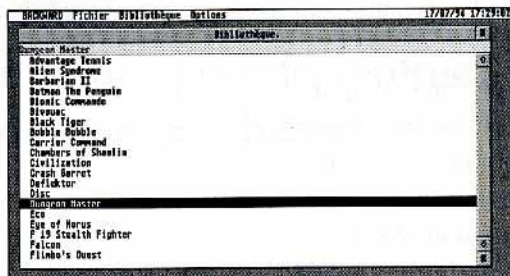 BACKWARD Fichier Bibliothèque Options 17/07/96 17:29:02
Bibliothèque.
Dungeon Master
Advantage Tennis
Alien Syndrome
Barbarian II
Batman The Penguin
Bionic Commando
Bivouac
Black Tiger
Bobble Bubble
Carrier Command
Chambers of Shaolin
Civilization
Crash Garret
Deflektor
Disc
Dungeon Master
Eco
Eye of Horus
F 19 Stealth Fighter
Falcon
Flimbo's Quest